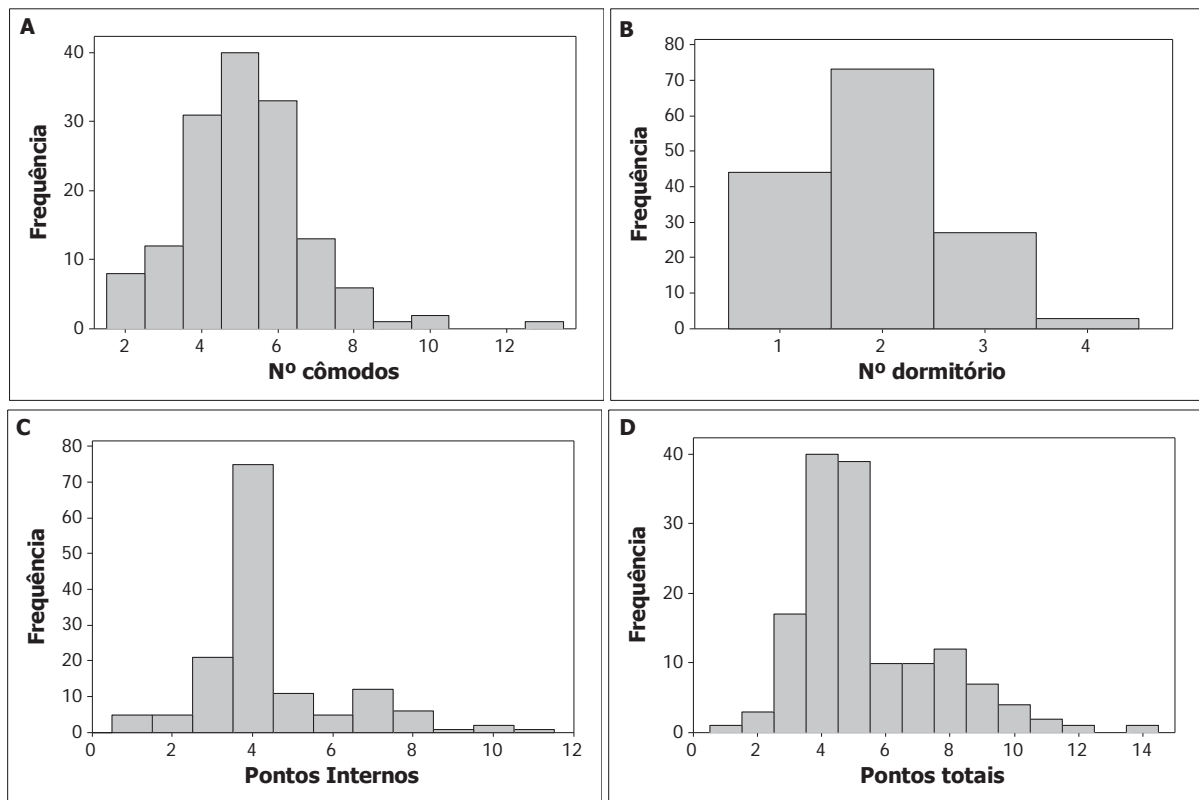 A
Frequência
40
30
20
10
0
2 4 6 8 10 12
Nº cômodos
B
Frequência
80
70
60
50
40
30
20
10
0
1 2 3 4
Nº dormitório
C
Frequência
80
70
60
50
40
30
20
10
0
0 2 4 6 8 10 12
Pontos Internos
D
Frequência
40
30
20
10
0
0 2 4 6 8 10 12 14
Pontos totais